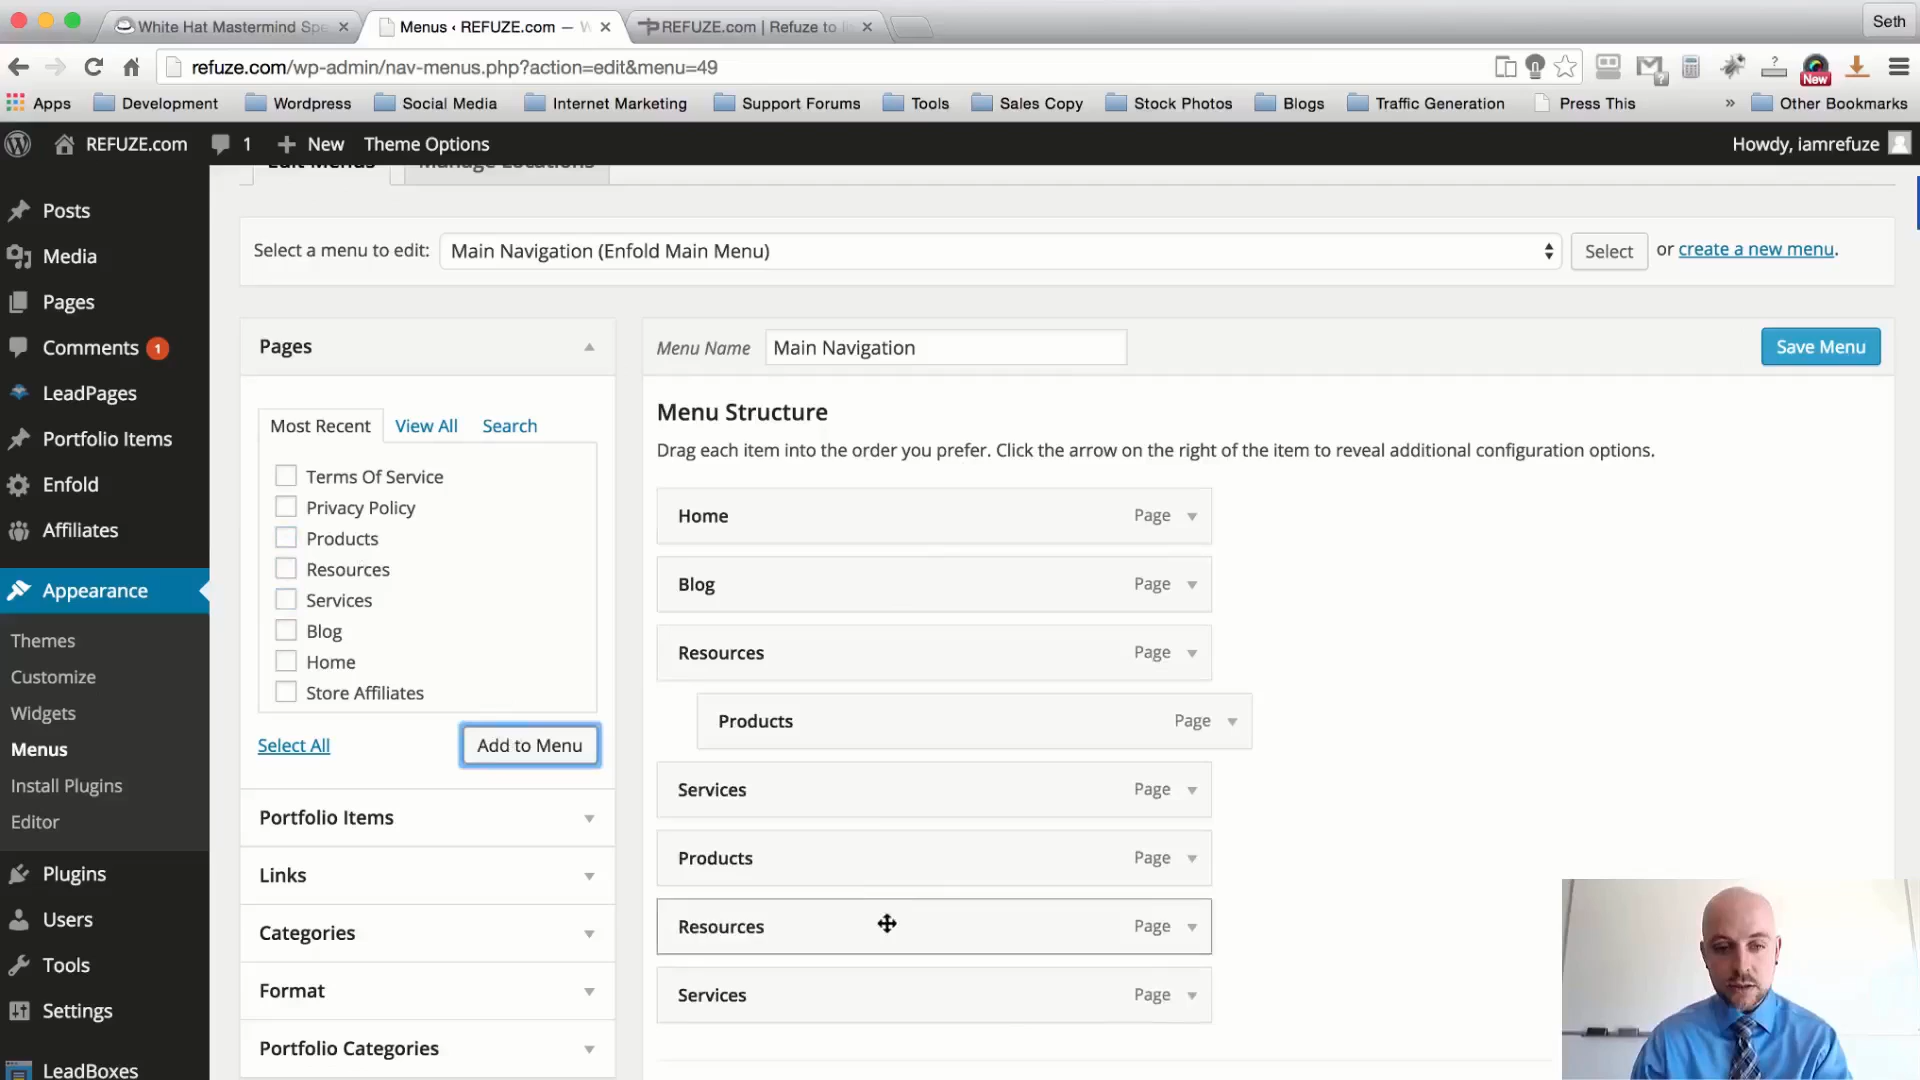 White Hat Mastermind Spe
Menus ‹ REFUZE.com — W
REFUZE.com | Refuze to li
Seth
refuze.com/wp-admin/nav-menus.php?action=edit&menu=49
New
Apps
Development
Wordpress
Social Media
Internet Marketing
Support Forums
Tools
Sales Copy
Stock Photos
Blogs
Traffic Generation
Press This
»
Other Bookmarks
REFUZE.com
1
New
Theme Options
Howdy, iamrefuze
Edit Menus
Manage Locations
Posts
Media
Pages
Comments 1
LeadPages
Portfolio Items
Enfold
Affiliates
Appearance
Themes
Customize
Widgets
Menus
Install Plugins
Editor
Plugins
Users
Tools
Settings
LeadBoxes
Select a menu to edit:
Main Navigation (Enfold Main Menu)
Select
or create a new menu.
Pages
Most Recent
View All
Search
Terms Of Service
Privacy Policy
Products
Resources
Services
Blog
Home
Store Affiliates
Select All
Add to Menu
Portfolio Items
Links
Categories
Format
Portfolio Categories
Menu Name
Main Navigation
Save Menu
Menu Structure
Drag each item into the order you prefer. Click the arrow on the right of the item to reveal additional configuration options.
Home Page
Blog Page
Resources Page
Products Page
Services Page
Products Page
Resources Page
Services Page